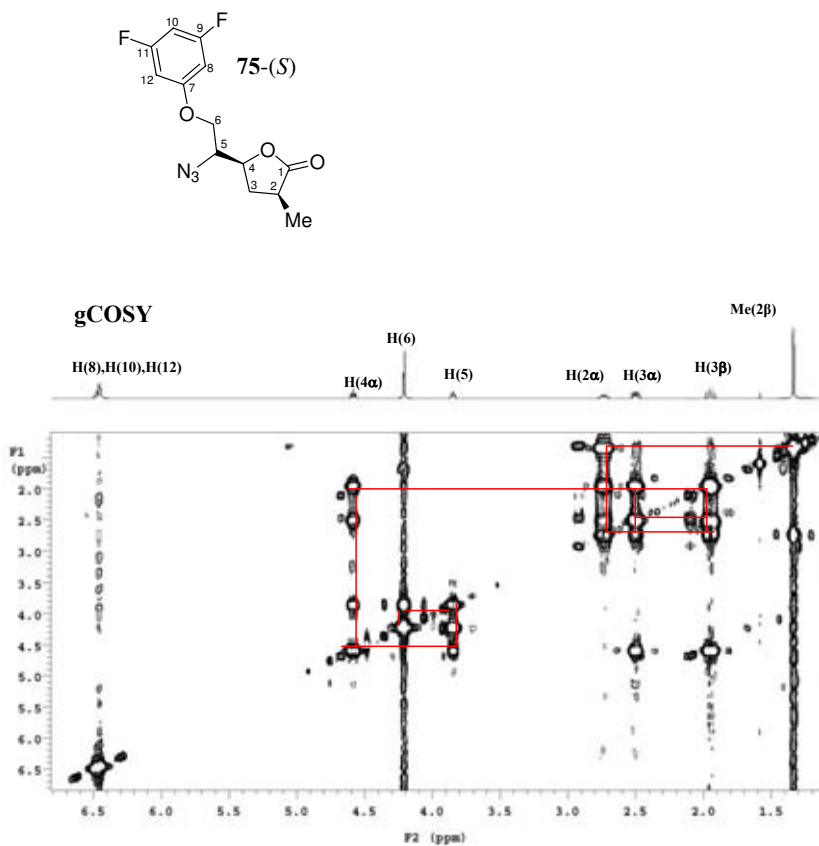 F
10
F
11
9
75-(S)
12
8
7
O
6
5
O
O
N3
4
1
3
2
Me
gCOSY
Me(2β)
H(6)
H(8),H(10),H(12)
H(4α)
H(5)
H(2α)
H(3α)
H(3β)
F1
(ppm)
2.0
2.5
3.0
3.5
4.0
4.5
5.0
5.5
6.0
6.5
6.5
6.0
5.5
5.0
4.5
4.0
3.5
3.0
2.5
2.0
1.5
F2 (ppm)